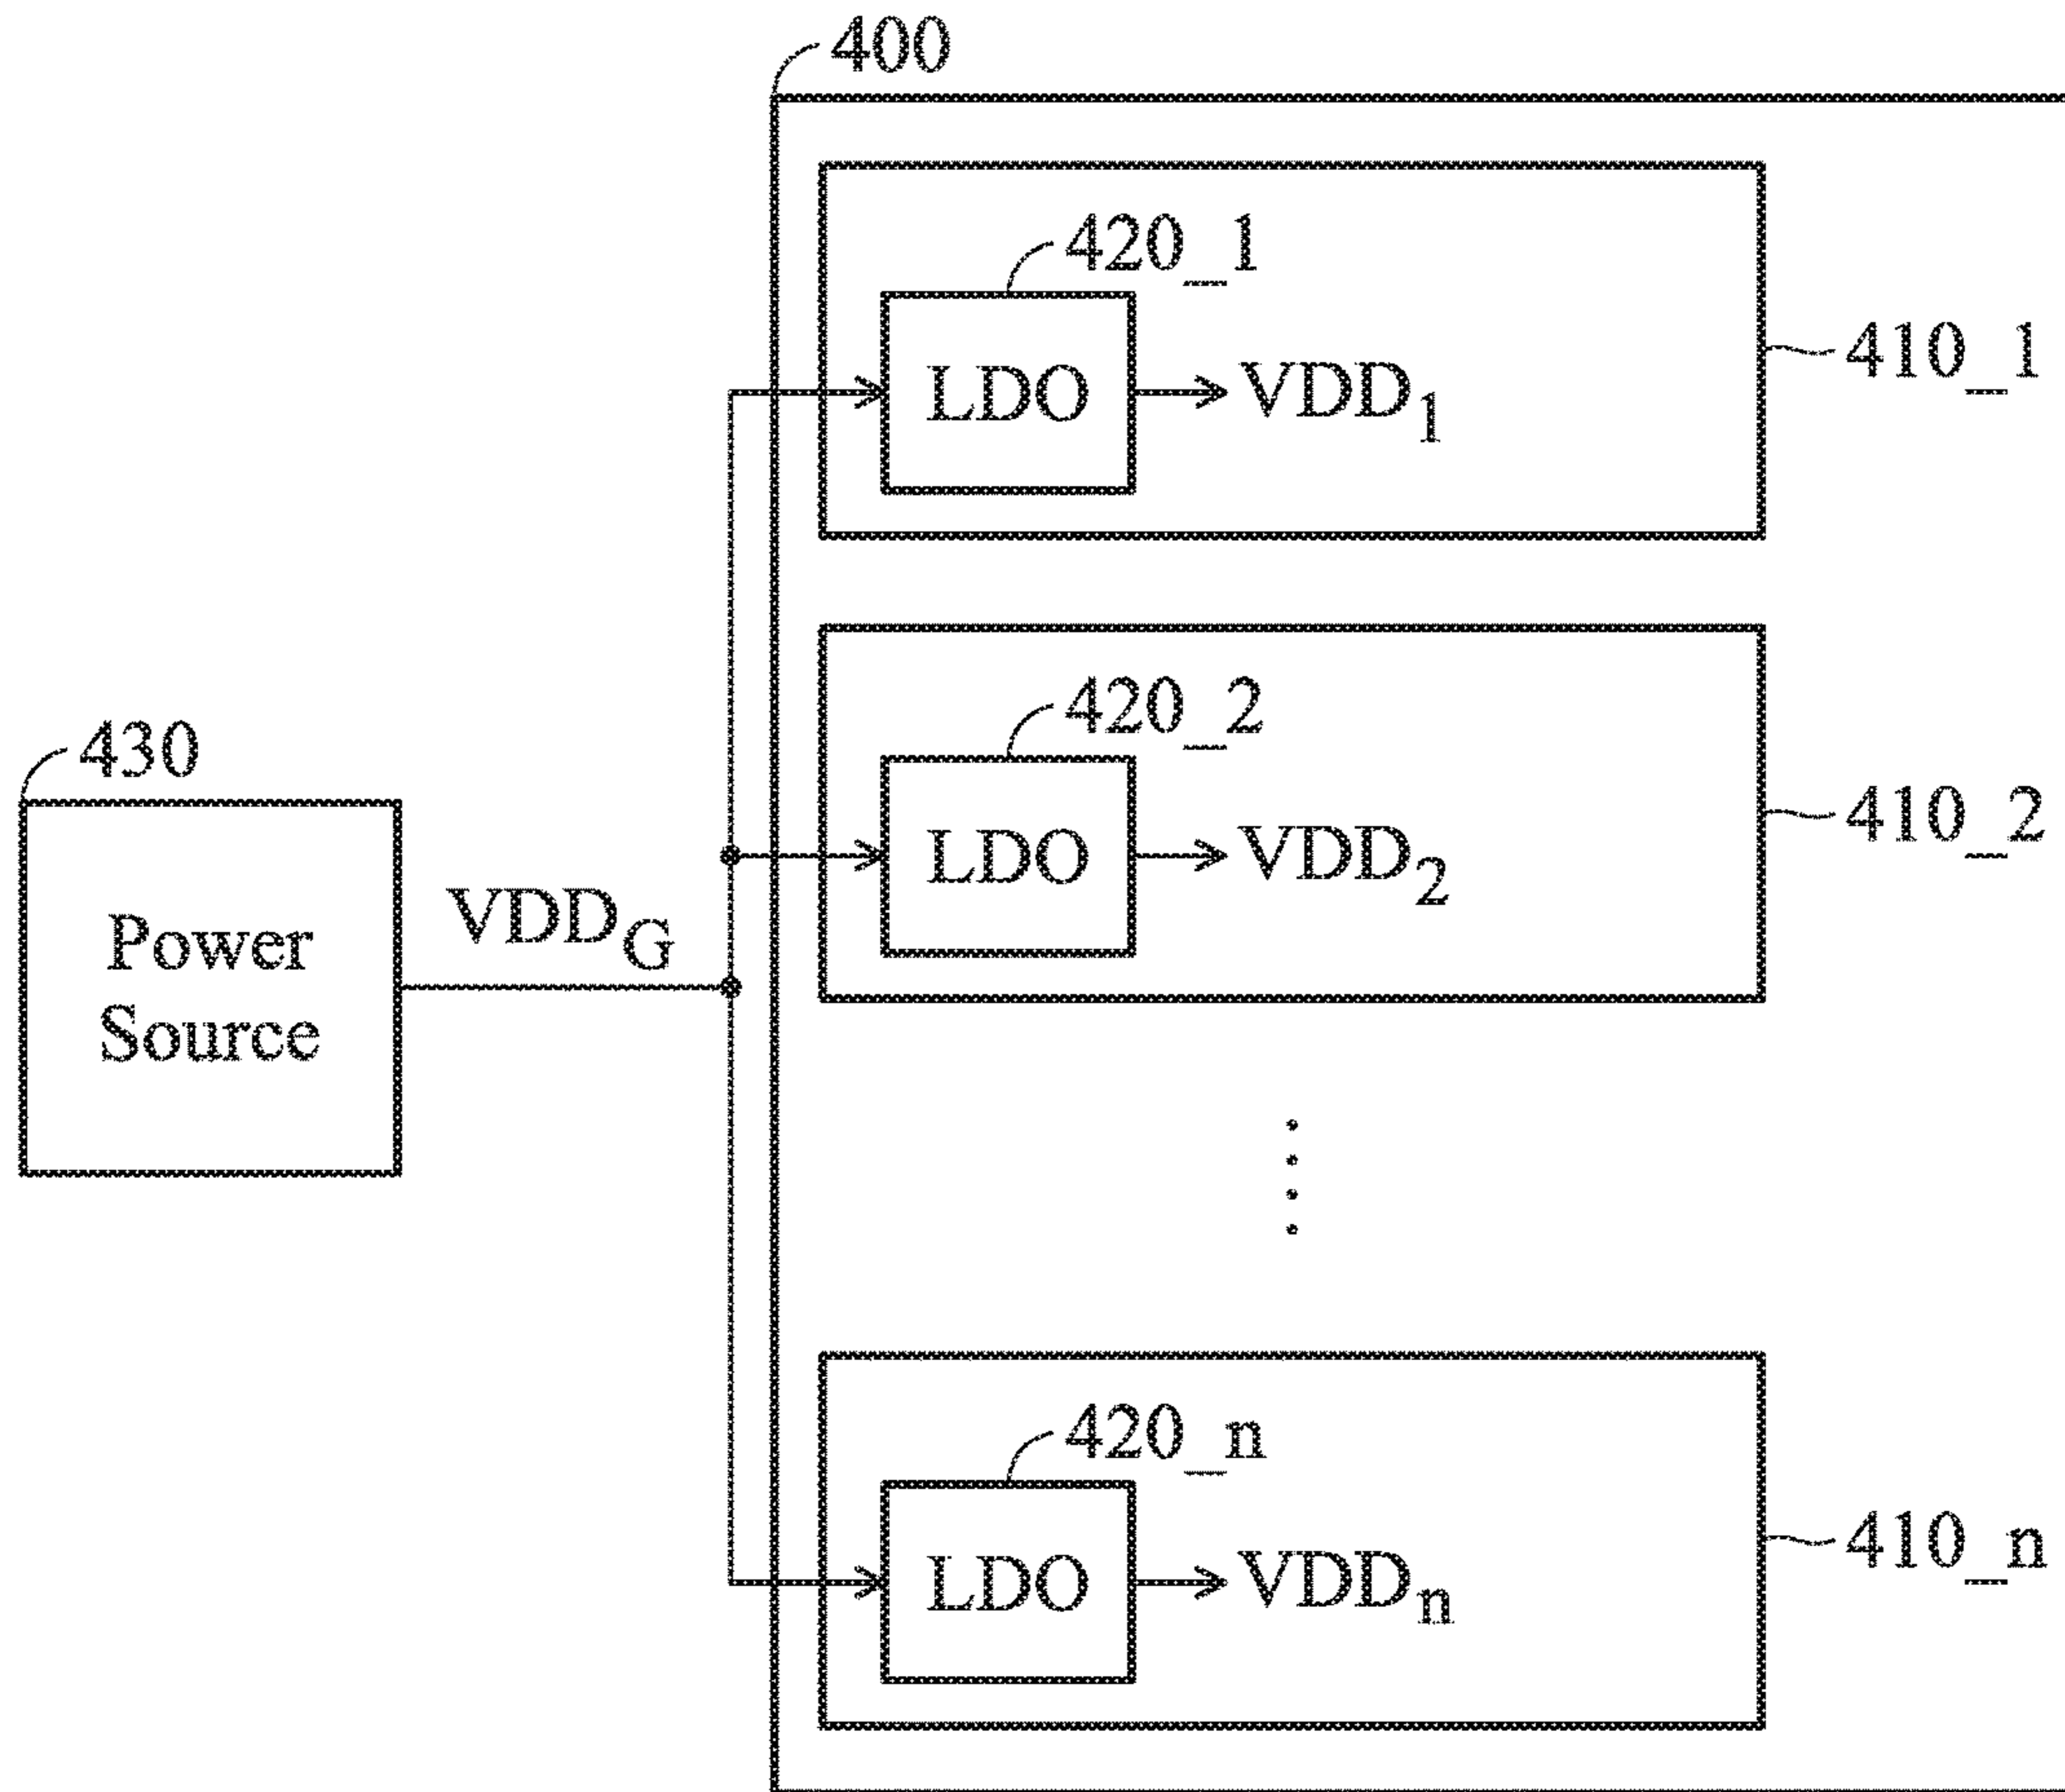 400
420_1
LDO
VDD1
410_1
420_2
LDO
VDD2
410_2
430
Power
Source
VDDG
420_n
LDO
VDDn
410_n